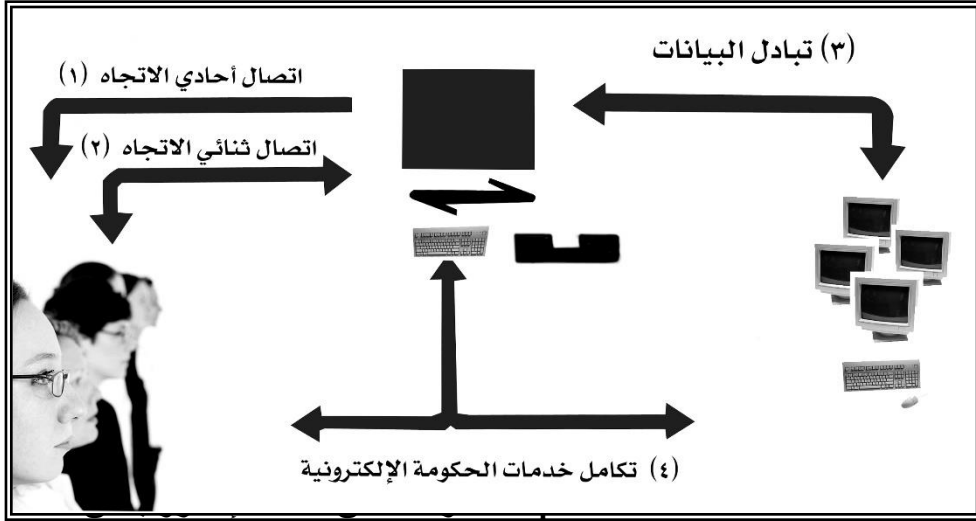 (٣) تبادل البيانات
اتصال أحادي الاتجاه (١)
اتصال ثنائي الاتجاه (٢)
(٤) تكامل خدمات الحكومة الإلكترونية